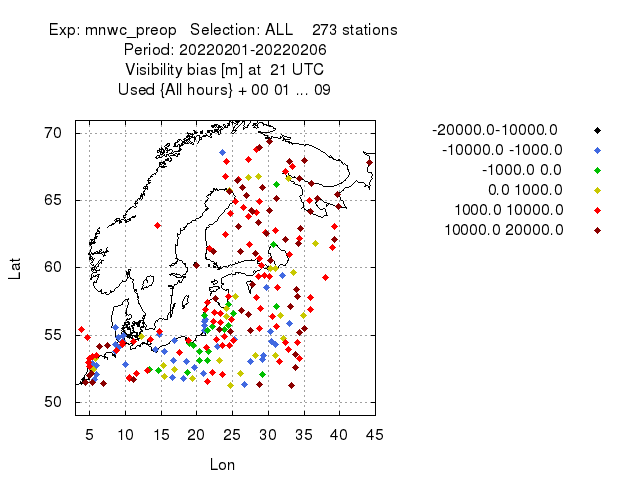 Exp: mnwc_preop   Selection: ALL    273 stations
Period: 20220201-20220206
Visibility bias [m] at  21 UTC
Used {All hours} + 00 01 ... 09
-20000.0-10000.0
-10000.0 -1000.0
-1000.0 0.0
0.0 1000.0
1000.0 10000.0
10000.0 20000.0
70
65
60
55
50
Lat
5 10 15 20 25 30 35 40 45
Lon